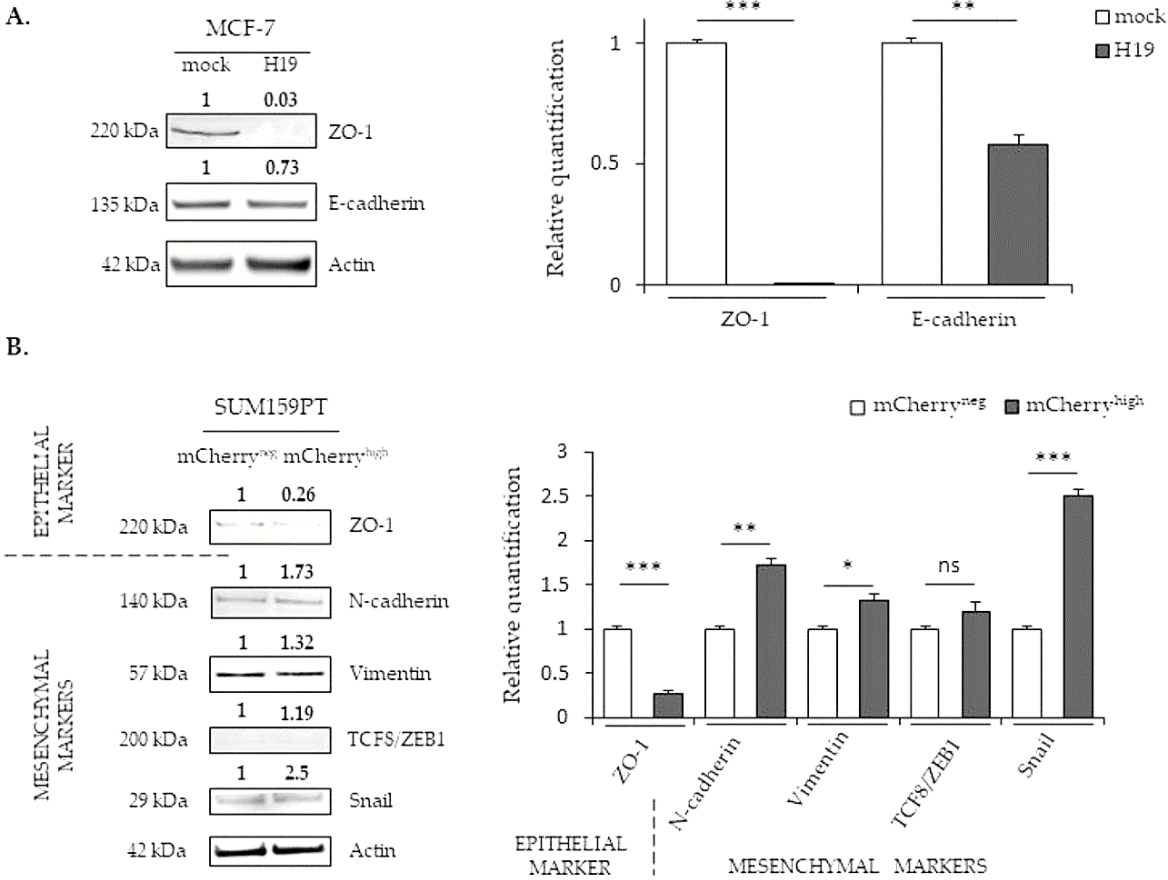 A.
MCF-7
mock H19
1 0.03
220 kDa ZO-1
1 0.73
135 kDa E-cadherin
42 kDa Actin
*** **
mock
H19
Relative quantification
1
0.5
0
ZO-1 E-cadherin
B.
SUM159PT
mCherryneg mCherryhigh
EPITHELIAL
MARKER
1 0.26
220 kDa ZO-1
MESENCHYMAL
MARKERS
1 1.73
140 kDa N-cadherin
1 1.32
57 kDa Vimentin
1 1.19
200 kDa TCF8/ZEB1
1 2.5
29 kDa Snail
42 kDa Actin
mCherryneg mCherryhigh
Relative quantification
3
2.5
2
1.5
1
0.5
0
*** ** * ns ***
ZO-1 N-cadherin Vimentin TCF8/ZEB1 Snail
EPITHELIAL
MARKER
MESENCHYMAL MARKERS